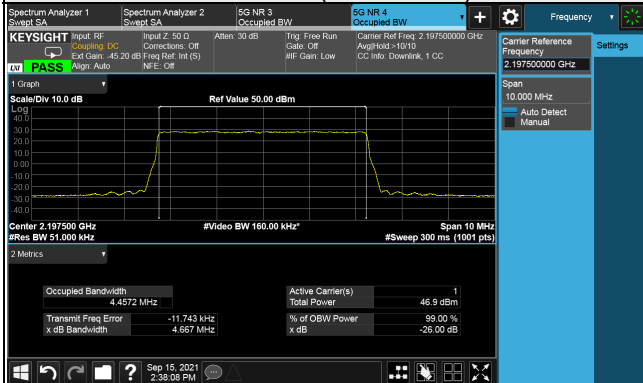 Spectrum Analyzer 1
Swept SA
Spectrum Analyzer 2
Swept SA
5G NR 3
Occupied BW
5G NR 4
Occupied BW
Frequency
KEYSIGHT
Input: RF
Coupling: DC
Ext Gain: -45.20 dB
Align: Auto
Input Z: 50 Ω
Corrections: Off
Freq Ref: Int (S)
NFE: Off
Atten: 30 dB
Trig: Free Run
Gate: Off
#IF Gain: Low
Carrier Ref Freq: 2.197500000 GHz
Avg|Hold:>10/10
CC Info: Downlink, 1 CC
LXI
PASS
Carrier Reference
Frequency
2.197500000 GHz
Settings
Span
10.000 MHz
Auto Detect
Manual
1 Graph
Scale/Div 10.0 dB
Ref Value 50.00 dBm
Log
40.0
30.0
20.0
10.0
0.00
-10.0
-20.0
-30.0
-40.0
Center 2.197500 GHz
#Video BW 160.00 kHz*
Span 10 MHz
#Res BW 51.000 kHz
#Sweep 300 ms (1001 pts)
2 Metrics
Occupied Bandwidth
4.4572 MHz
Active Carrier(s) 1
Total Power 46.9 dBm
Transmit Freq Error -11.743 kHz
x dB Bandwidth 4.667 MHz
% of OBW Power 99.00 %
x dB -26.00 dB
?
Sep 15, 2021
2:38:08 PM